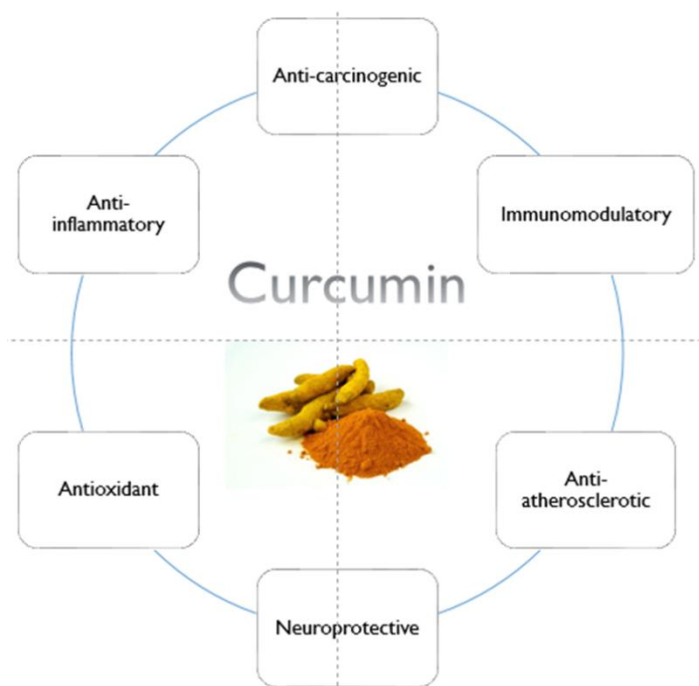 Anti-carcinogenic
Immunomodulatory
Anti-
atherosclerotic
Neuroprotective
Antioxidant
Anti-
inflammatory
Curcumin